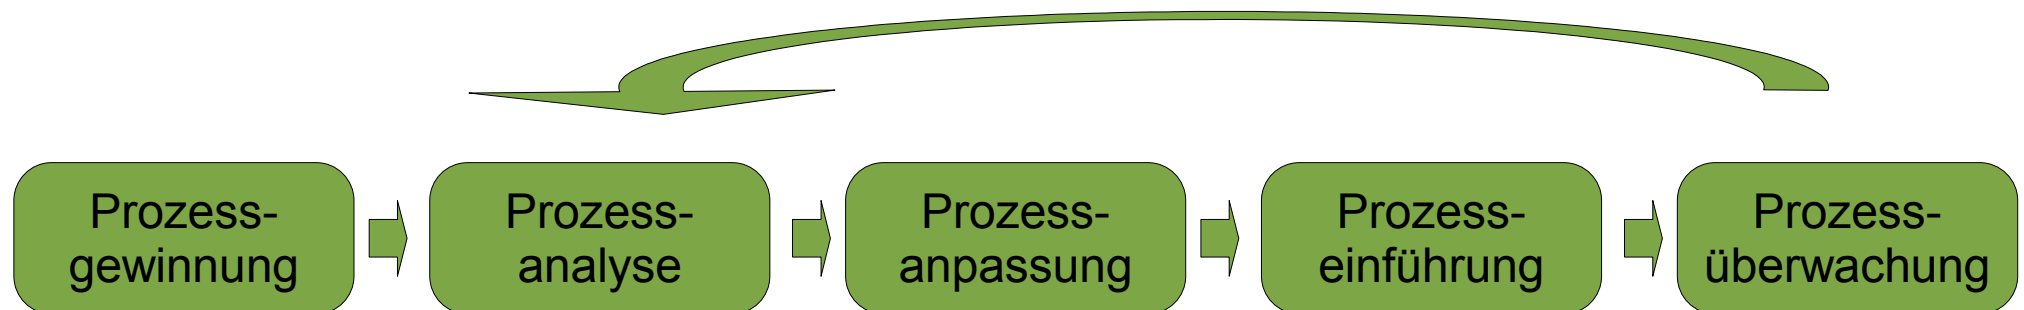 Prozess-
gewinnung
Prozess-
analyse
Prozess-
anpassung
Prozess-
einführung
Prozess-
überwachung